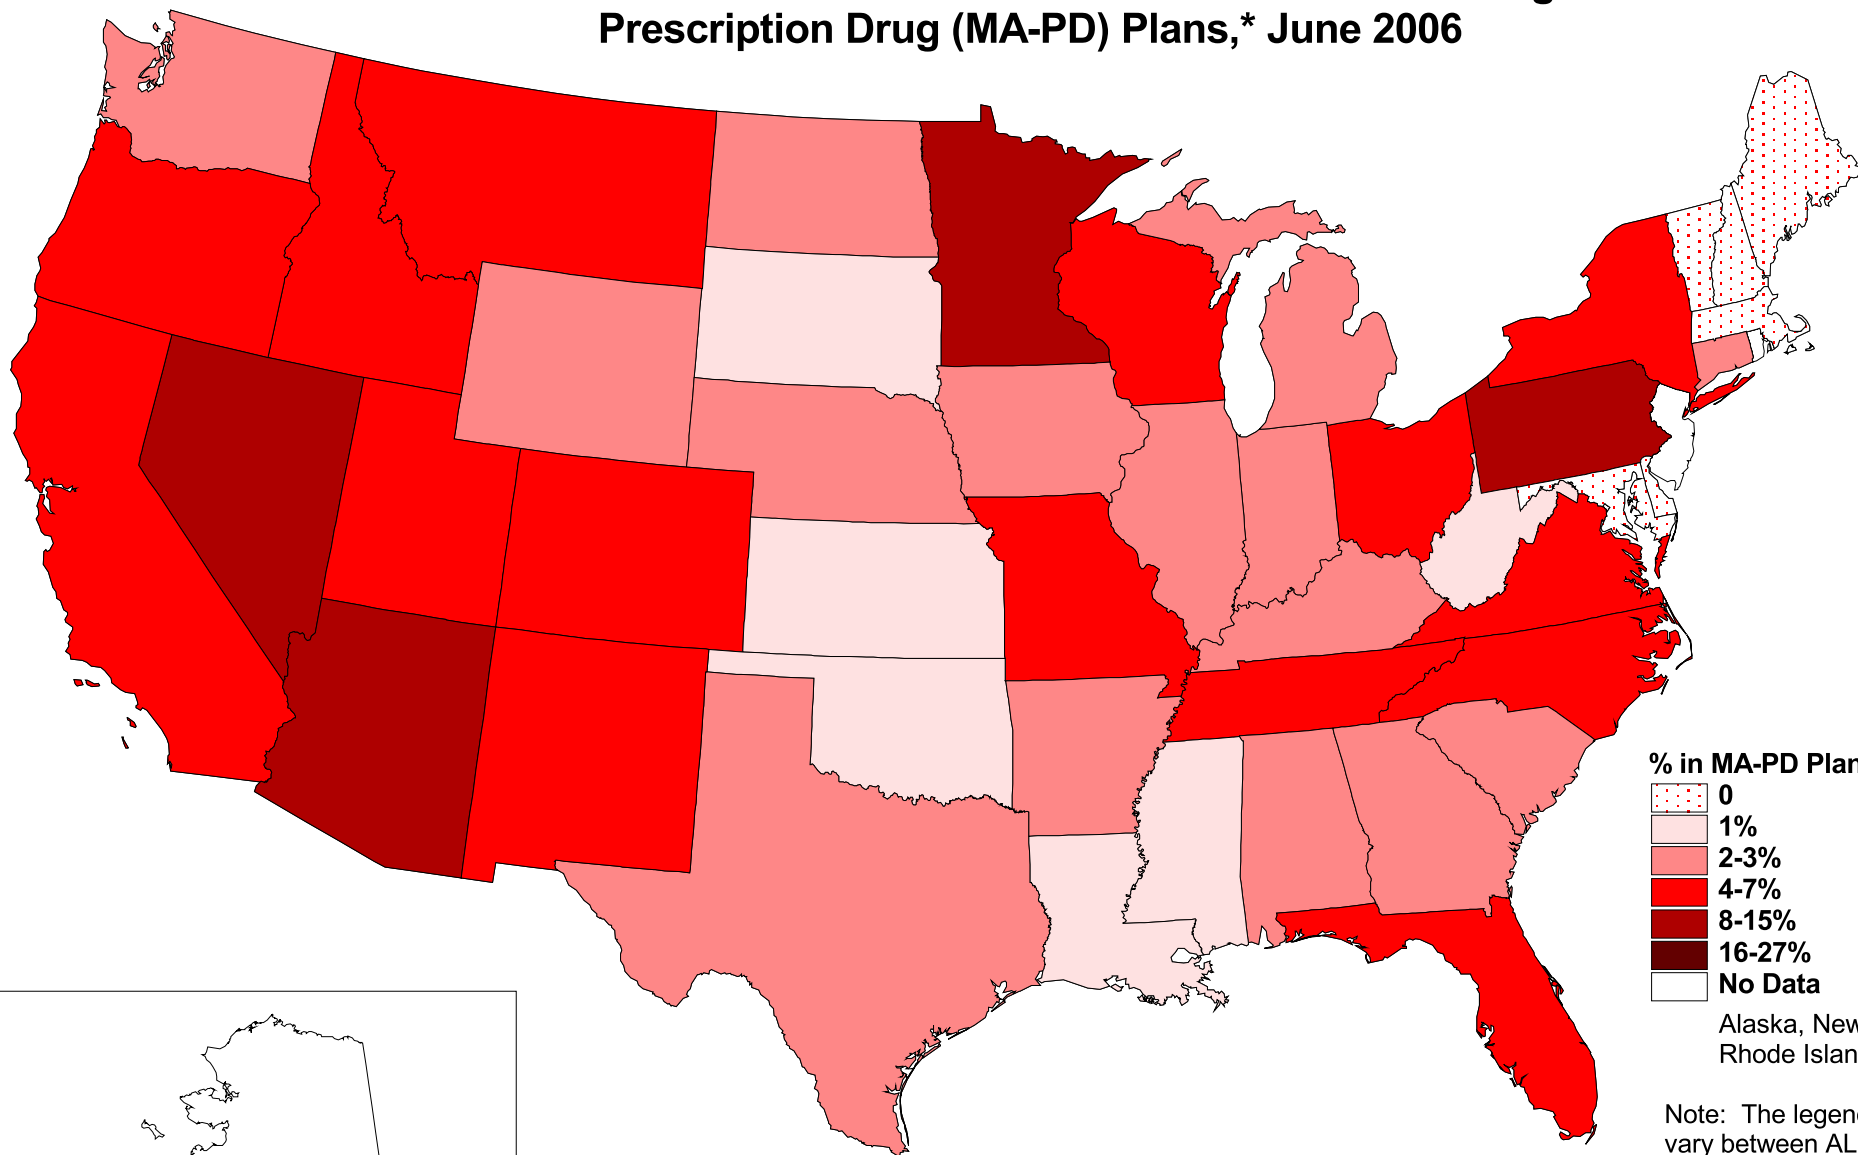 Prescription Drug (MA-PD) Plans,* June 2006
% in MA-PD Plan
0
1%
2-3%
4-7%
8-15%
16-27%
No Data
Alaska, New
Rhode Islan
Note: The legen
vary between AL